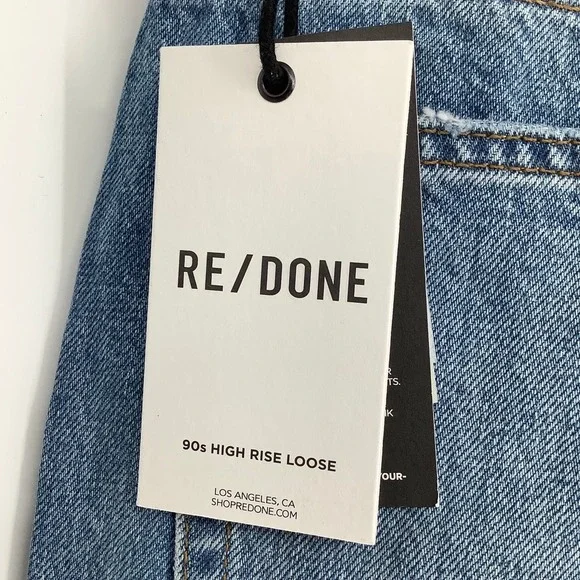 RE/DONE
90s HIGH RISE LOOSE
LOS ANGELES, CA
SHOPREDONE.COM